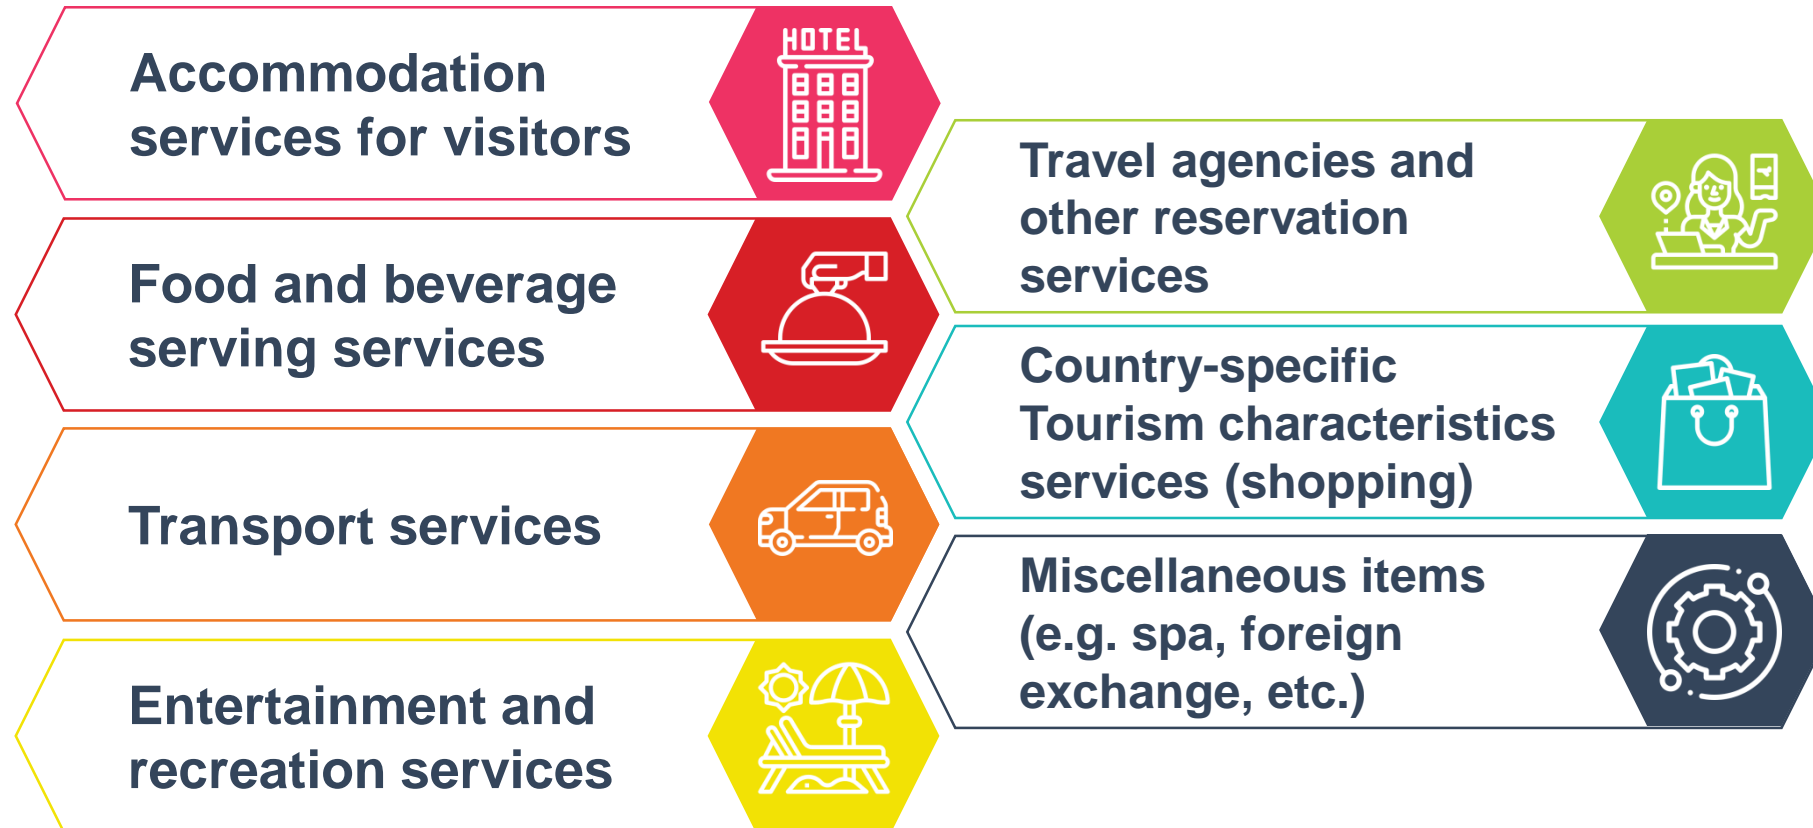 Accommodation
services for visitors
HOTEL
Food and beverage
serving services
Transport services
Entertainment and
recreation services
Travel agencies and
other reservation
services
Country-specific
Tourism characteristics
services (shopping)
Miscellaneous items
(e.g. spa, foreign
exchange, etc.)